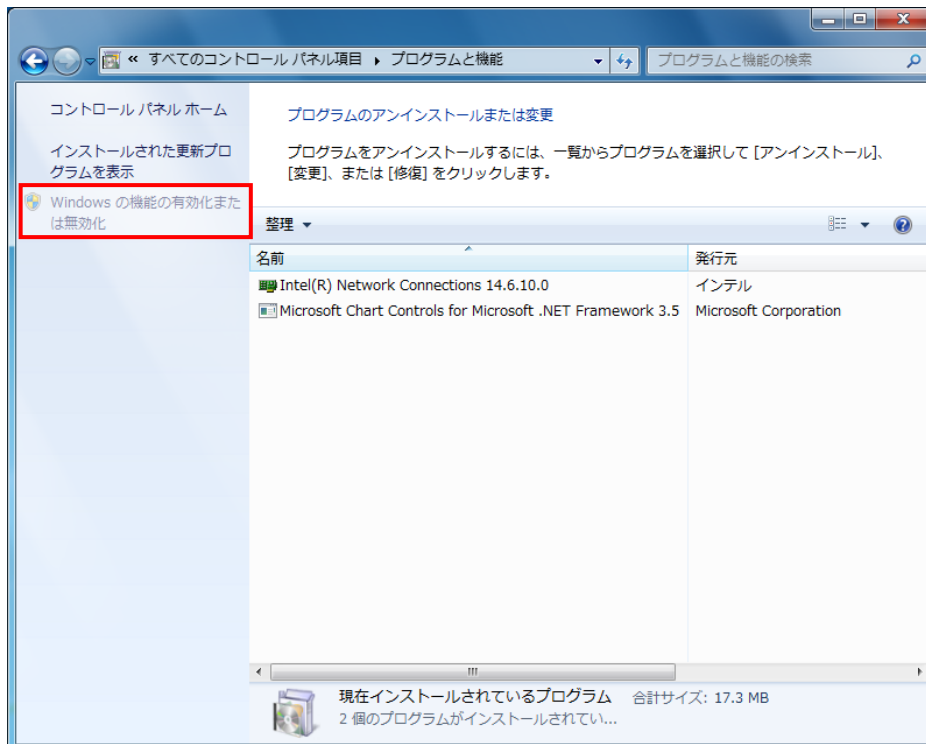 « すべてのコントロール パネル項目 ▸ プログラムと機能
プログラムと機能の検索
コントロール パネル ホーム
インストールされた更新プロ
グラムを表示
Windows の機能の有効化また
は無効化
プログラムのアンインストールまたは変更
プログラムをアンインストールするには、一覧からプログラムを選択して [アンインストール]、
[変更]、または [修復] をクリックします。
整理
名前 発行元
Intel(R) Network Connections 14.6.10.0 インテル
Microsoft Chart Controls for Microsoft .NET Framework 3.5 Microsoft Corporation
現在インストールされているプログラム 合計サイズ: 17.3 MB
2 個のプログラムがインストールされてい...